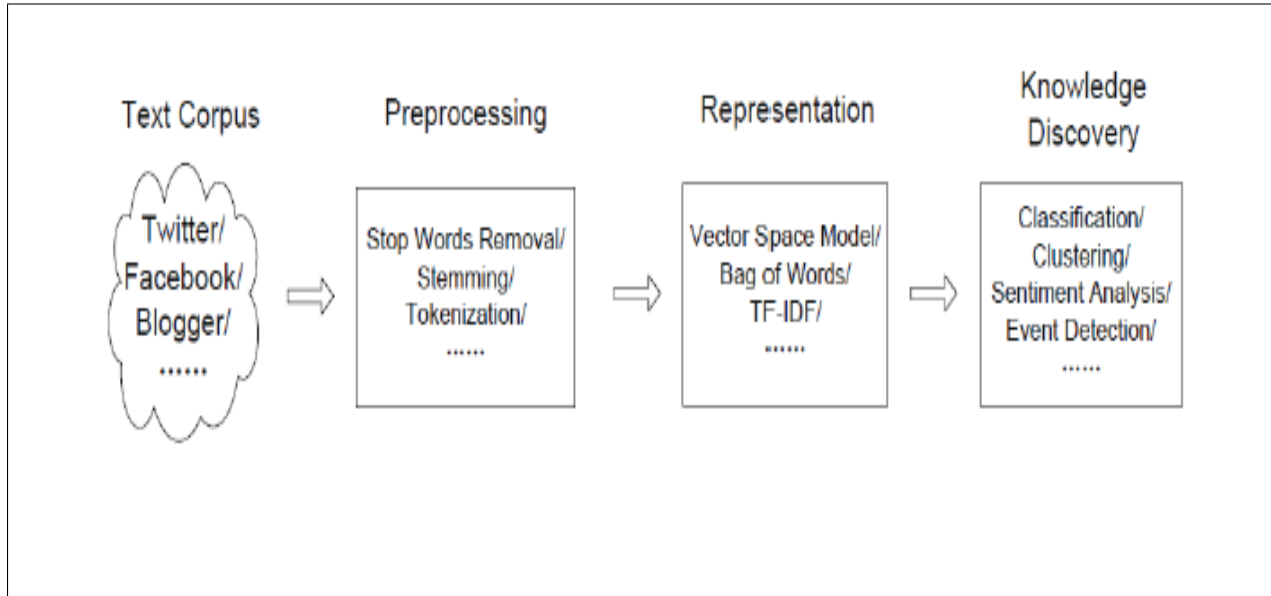 Text Corpus
Twitter/
Facebook/
Blogger/
......
Preprocessing
Stop Words Removal/
Stemming/
Tokenization/
......
Representation
Vector Space Model/
Bag of Words/
TF-IDF/
......
Knowledge
Discovery
Classification/
Clustering/
Sentiment Analysis/
Event Detection/
......